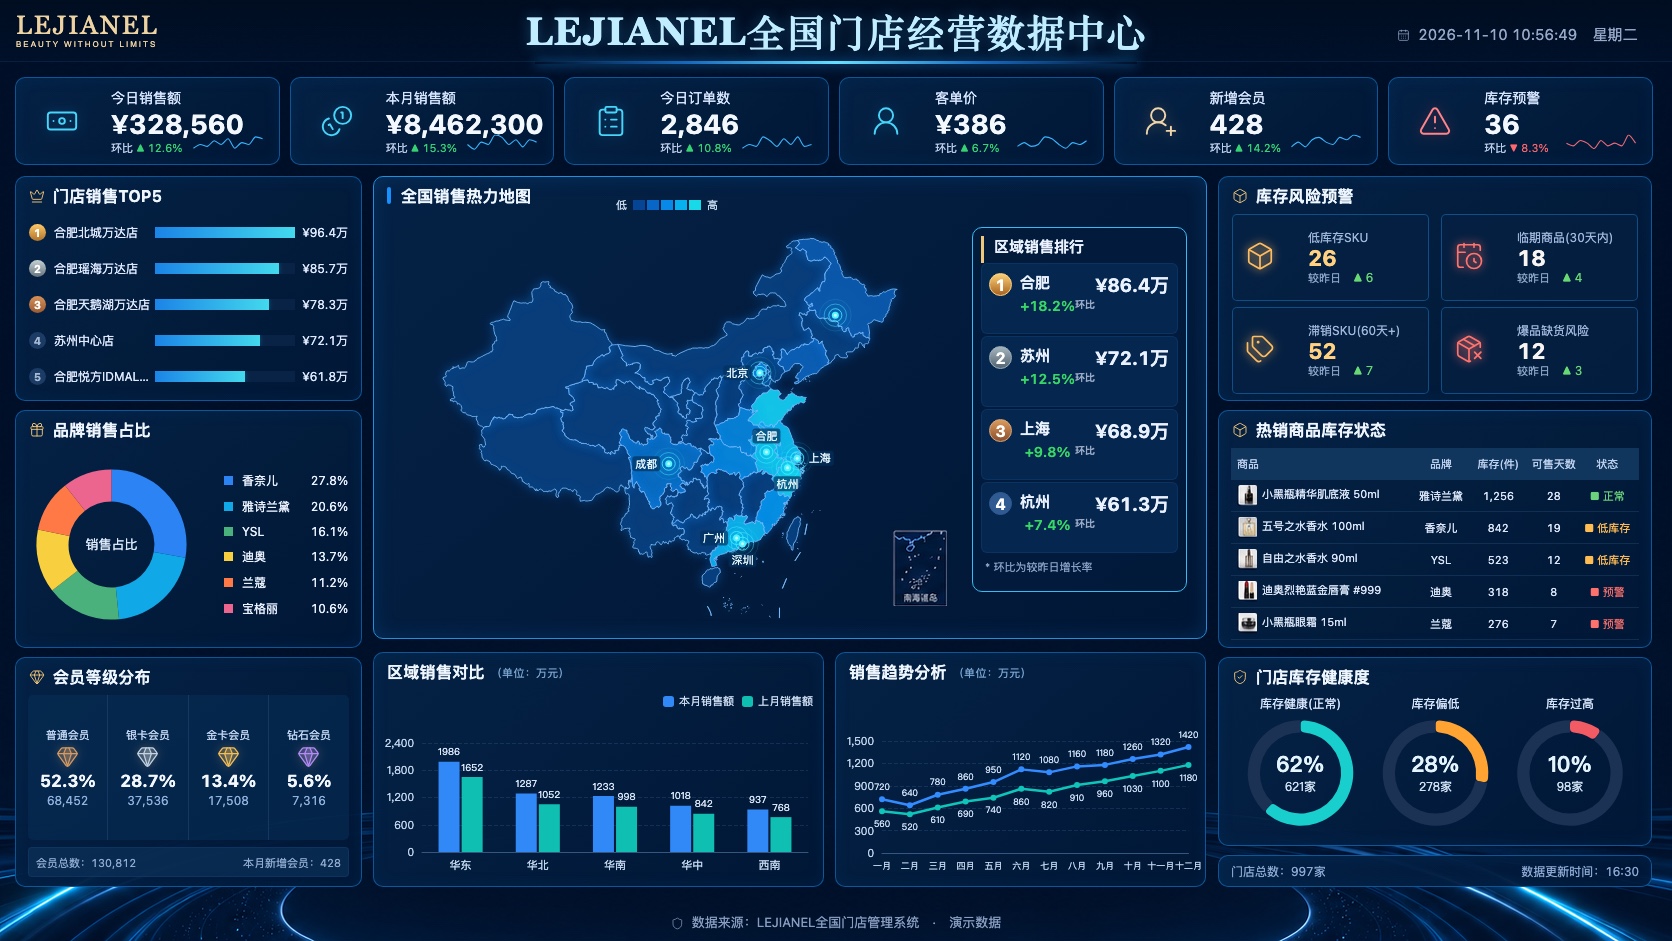 LEJIANEL
BEAUTY WITHOUT LIMITS
LEJIANEL全国门店经营数据中心
2026-11-10 10:56:49 星期二
今日销售额
¥328,560
环比 ▲ 12.6%
本月销售额
¥8,462,300
环比 ▲ 15.3%
今日订单数
2,846
环比 ▲ 10.8%
客单价
¥386
环比 ▲ 6.7%
新增会员
428
环比 ▲ 14.2%
库存预警
36
环比 ▼ 8.3%
门店销售TOP5
1 合肥北城万达店 ¥96.4万
2 合肥瑶海万达店 ¥85.7万
3 合肥天鹅湖万达店 ¥78.3万
4 苏州中心店 ¥72.1万
5 合肥悦方IDMAL... ¥61.8万
品牌销售占比
销售占比
香奈儿 27.8%
雅诗兰黛 20.6%
YSL 16.1%
迪奥 13.7%
兰蔻 11.2%
宝格丽 10.6%
会员等级分布
普通会员
52.3%
68,452
银卡会员
28.7%
37,536
金卡会员
13.4%
17,508
钻石会员
5.6%
7,316
会员总数：130,812
本月新增会员：428
全国销售热力地图
低 高
北京
合肥
上海
成都
杭州
广州
深圳
南海诸岛
区域销售排行
1 合肥 ¥86.4万
+18.2%环比
2 苏州 ¥72.1万
+12.5%环比
3 上海 ¥68.9万
+9.8% 环比
4 杭州 ¥61.3万
+7.4% 环比
* 环比为较昨日增长率
区域销售对比 (单位：万元)
本月销售额 上月销售额
2,400
1,800
1,200
600
0
1986
1652
1287
1052
1233
998
1018
842
937
768
华东 华北 华南 华中 西南
销售趋势分析 (单位：万元)
1,500
1,200
900
600
300
0
720 640 780 860 950 1120 1080 1160 1180 1260 1320 1420
560 520 610 690 740 860 820 910 960 1030 1100 1180
一月 二月 三月 四月 五月 六月 七月 八月 九月 十月 十一月 十二月
库存风险预警
低库存SKU
26
较昨日 ▲ 6
临期商品(30天内)
18
较昨日 ▲ 4
滞销SKU(60天+)
52
较昨日 ▲ 7
爆品缺货风险
12
较昨日 ▲ 3
热销商品库存状态
商品 品牌 库存(件) 可售天数 状态
小黑瓶精华肌底液 50ml 雅诗兰黛 1,256 28 正常
五号之水香水 100ml 香奈儿 842 19 低库存
自由之水香水 90ml YSL 523 12 低库存
迪奥烈艳蓝金唇膏 #999 迪奥 318 8 预警
小黑瓶眼霜 15ml 兰蔻 276 7 预警
门店库存健康度
库存健康(正常)
62%
621家
库存偏低
28%
278家
库存过高
10%
98家
门店总数：997家
数据更新时间：16:30
数据来源：LEJIANEL全国门店管理系统 · 演示数据